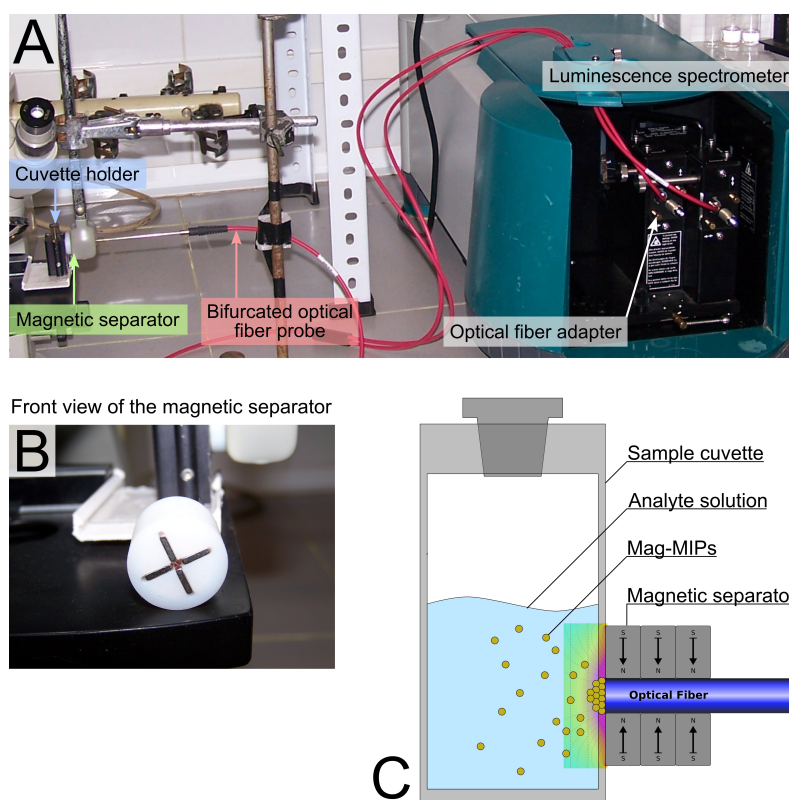 A
Luminescence spectrometer
Cuvette holder
Magnetic separator
Bifurcated optical
fiber probe
Optical fiber adapter
Front view of the magnetic separator
B
Sample cuvette
Analyte solution
Mag-MIPs
Magnetic separato
S S S
N N N
Optical Fiber
N N N
S S S
C